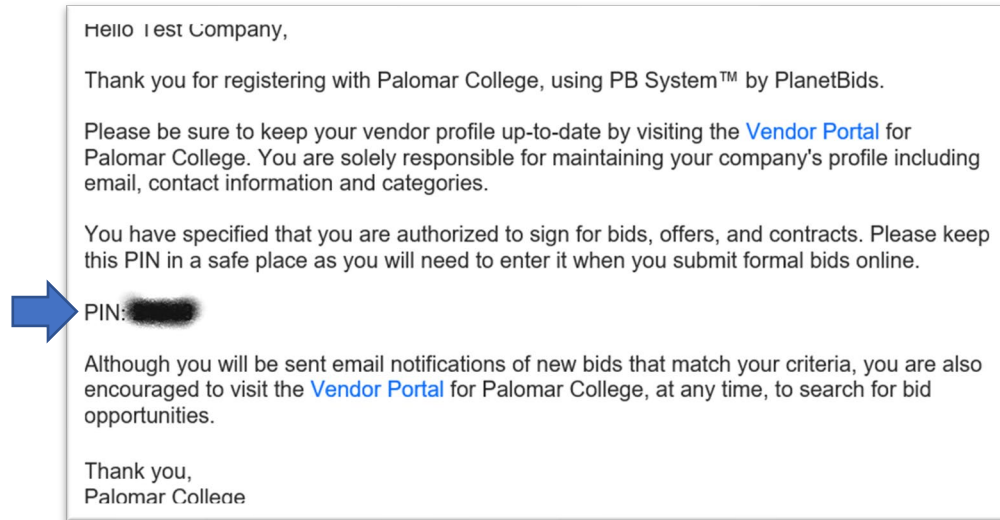 Hello Test Company,
Thank you for registering with Palomar College, using PB System™ by PlanetBids.
Please be sure to keep your vendor profile up-to-date by visiting the Vendor Portal for
Palomar College. You are solely responsible for maintaining your company's profile including
email, contact information and categories.
You have specified that you are authorized to sign for bids, offers, and contracts. Please keep
this PIN in a safe place as you will need to enter it when you submit formal bids online.
PIN:
Although you will be sent email notifications of new bids that match your criteria, you are also
encouraged to visit the Vendor Portal for Palomar College, at any time, to search for bid
opportunities.
Thank you,
Palomar College